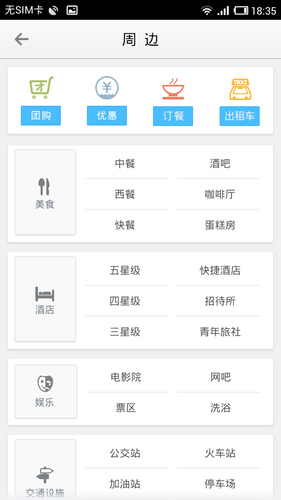 无SIM卡 18:35
周 边
团
团购 优惠 订餐 出租车
美食
中餐 酒吧
西餐 咖啡厅
快餐 蛋糕房
酒店
五星级 快捷酒店
四星级 招待所
三星级 青年旅社
娱乐
电影院 网吧
票区 洗浴
交通设施
公交站 火车站
加油站 停车场